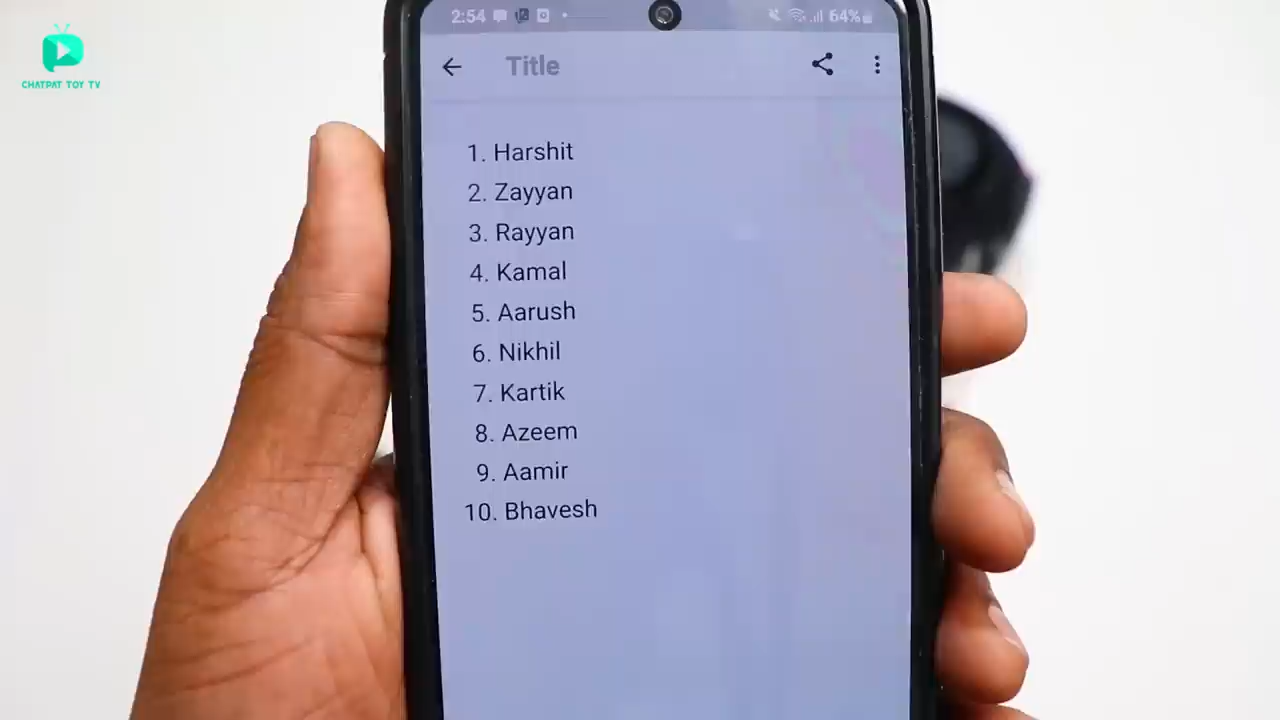 CHATPAT TOY TV
2:54 64%
Title
1. Harshit
2. Zayyan
3. Rayyan
4. Kamal
5. Aarush
6. Nikhil
7. Kartik
8. Azeem
9. Aamir
10. Bhavesh